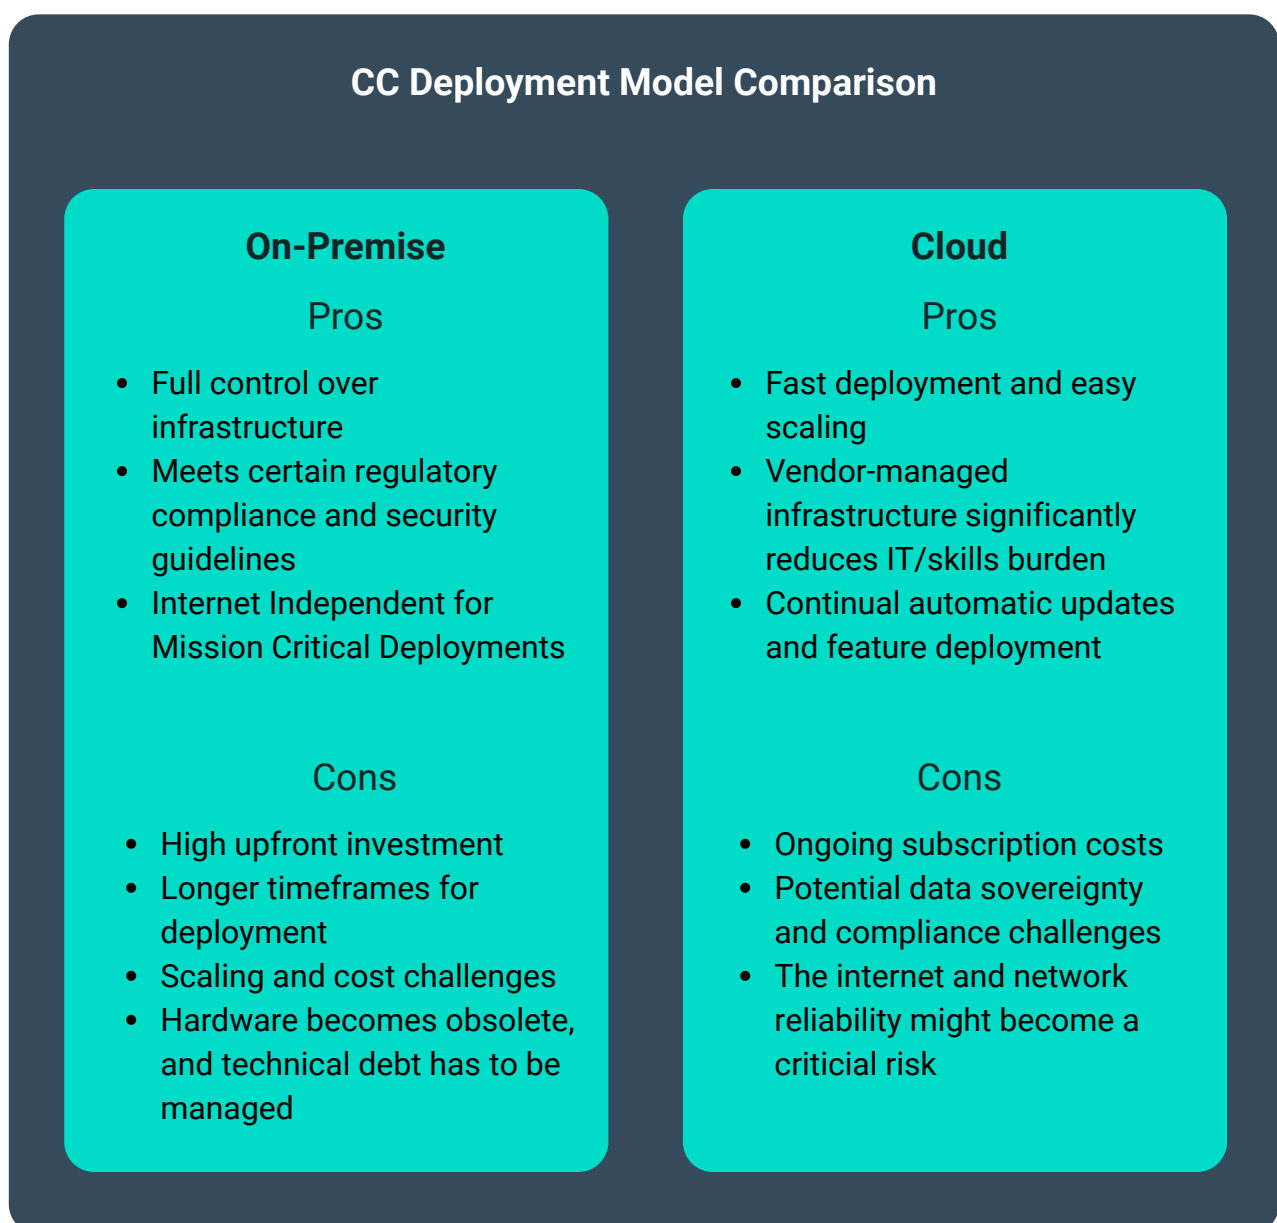 CC Deployment Model Comparison
On-Premise
Pros
• Full control over
infrastructure
• Meets certain regulatory
compliance and security
guidelines
• Internet Independent for
Mission Critical Deployments
Cons
• High upfront investment
• Longer timeframes for
deployment
• Scaling and cost challenges
• Hardware becomes obsolete,
and technical debt has to be
managed
Cloud
Pros
• Fast deployment and easy
scaling
• Vendor-managed
infrastructure significantly
reduces IT/skills burden
• Continual automatic updates
and feature deployment
Cons
• Ongoing subscription costs
• Potential data sovereignty
and compliance challenges
• The internet and network
reliability might become a
criticial risk